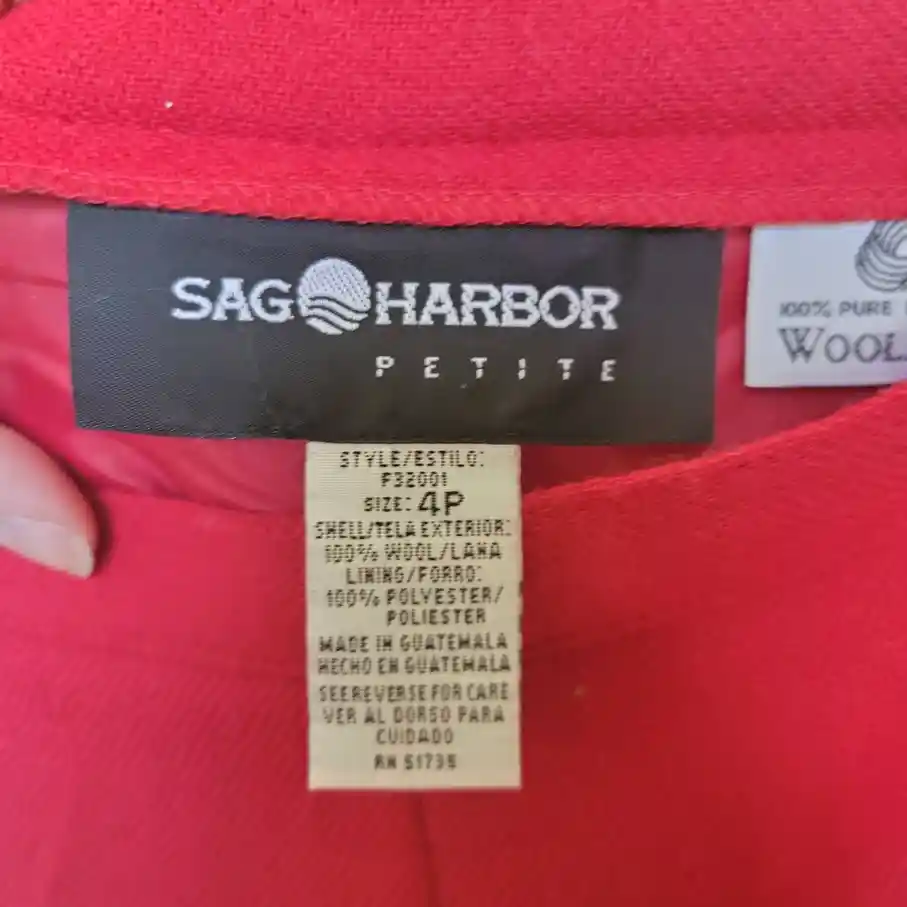 SAG HARBOR
PETITE
100% PURE
WOOL
STYLE/ESTILO:
F32001
SIZE: 4P
SHELL/TELA EXTERIOR:
100% WOOL/LANA
LINING/FORRO:
100% POLYESTER/
POLIESTER
MADE IN GUATEMALA
HECHO EN GUATEMALA
SEE REVERSE FOR CARE
VER AL DORSO PARA
CUIDADO
RN 51735